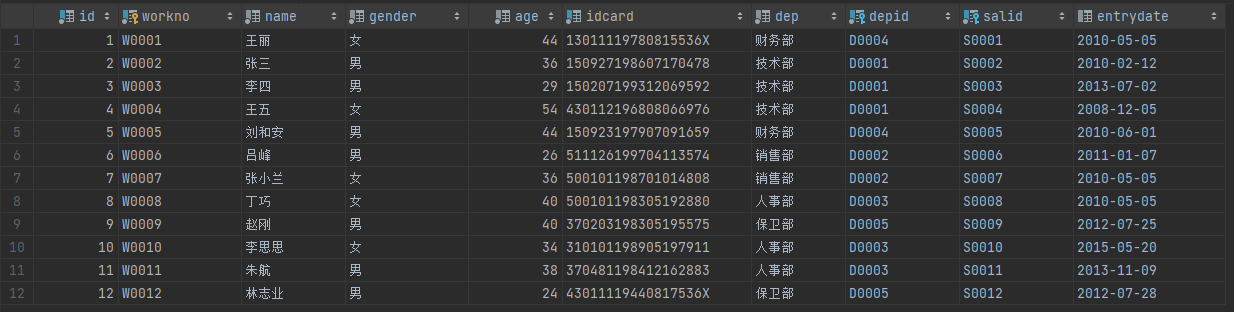 id workno name gender age idcard dep depid salid entrydate
1 1 W0001 王丽 女 44 13011119780815536X 财务部 D0004 S0001 2010-05-05
2 2 W0002 张三 男 36 150927198607170478 技术部 D0001 S0002 2010-02-12
3 3 W0003 李四 男 29 150207199312069592 技术部 D0001 S0003 2013-07-02
4 4 W0004 王五 女 54 430112196808066976 技术部 D0001 S0004 2008-12-05
5 5 W0005 刘和安 男 44 150923197907091659 财务部 D0004 S0005 2010-06-01
6 6 W0006 吕峰 男 26 511126199704113574 销售部 D0002 S0006 2011-01-07
7 7 W0007 张小兰 女 36 500101198701014808 销售部 D0002 S0007 2010-05-05
8 8 W0008 丁巧 女 40 500101198305192880 人事部 D0003 S0008 2010-05-05
9 9 W0009 赵刚 男 40 370203198305195575 保卫部 D0005 S0009 2012-07-25
10 10 W0010 李思思 女 34 310101198905197911 人事部 D0003 S0010 2015-05-20
11 11 W0011 朱航 男 38 370481198412162883 人事部 D0003 S0011 2013-11-09
12 12 W0012 林志业 男 24 43011119440817536X 保卫部 D0005 S0012 2012-07-28